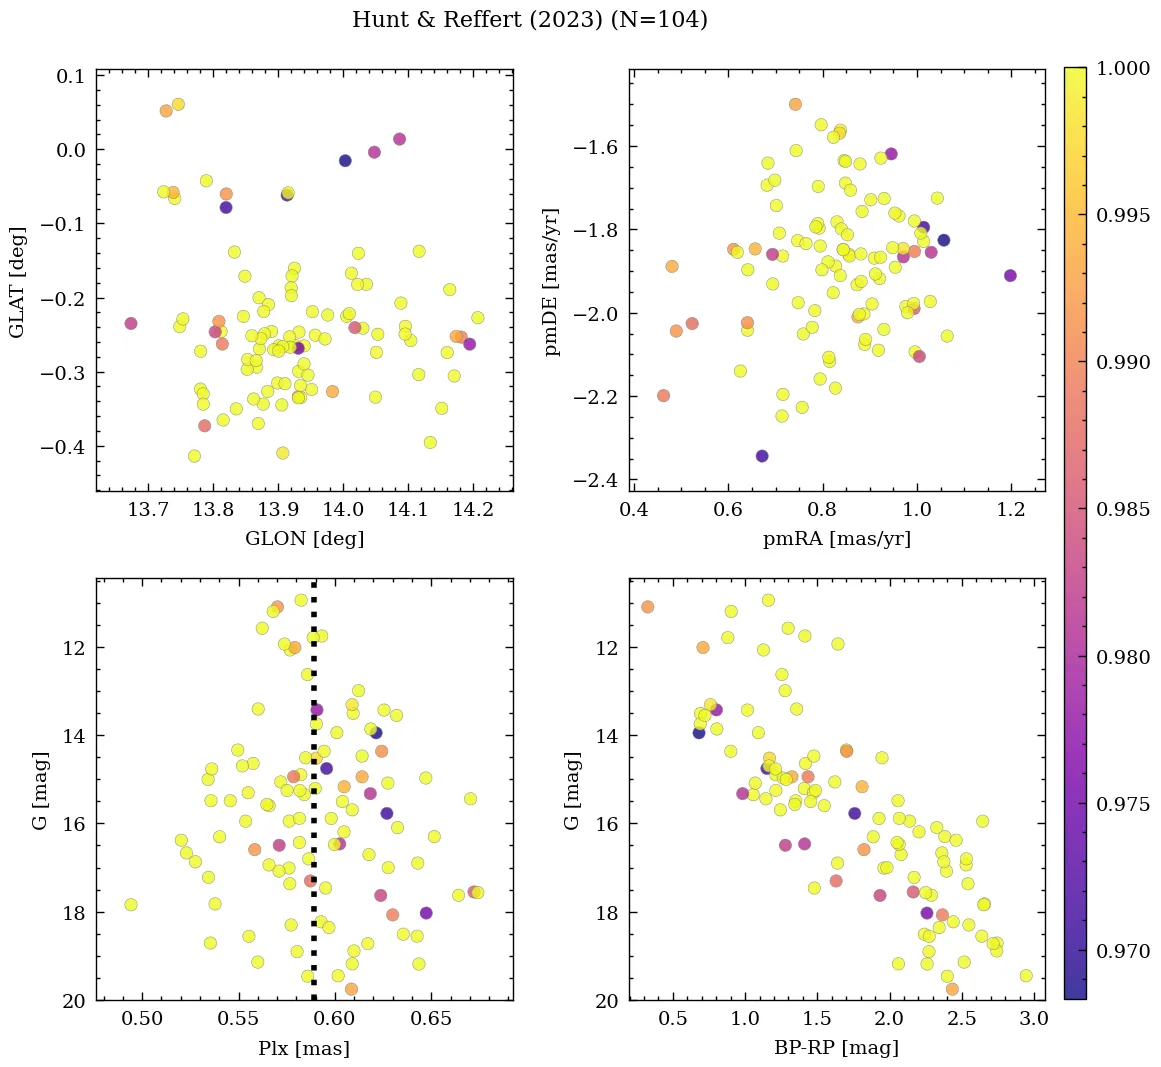 Hunt & Reffert (2023) (N=104)
0.1
0.0
−0.1
−0.2
−0.3
−0.4
GLAT [deg]
13.7 13.8 13.9 14.0 14.1 14.2
GLON [deg]
−1.6
−1.8
−2.0
−2.2
−2.4
pmDE [mas/yr]
0.4 0.6 0.8 1.0 1.2
pmRA [mas/yr]
12
14
16
18
20
G [mag]
0.50 0.55 0.60 0.65
Plx [mas]
12
14
16
18
20
G [mag]
0.5 1.0 1.5 2.0 2.5 3.0
BP-RP [mag]
1.000
0.995
0.990
0.985
0.980
0.975
0.970